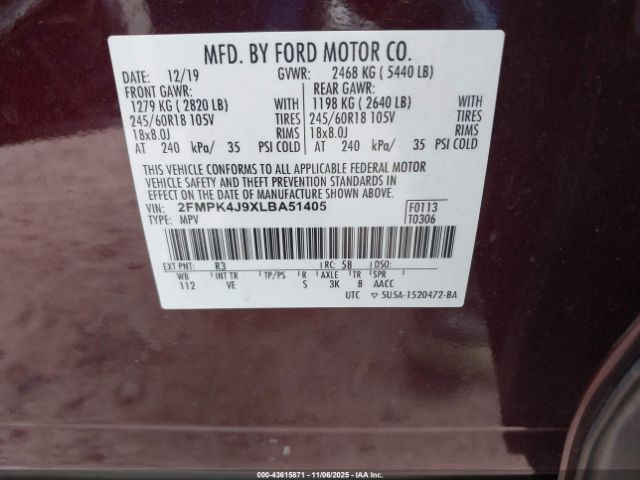 MFD. BY FORD MOTOR CO.
DATE: 12/19 GVWR: 2468 KG ( 5440 LB)
FRONT GAWR: REAR GAWR:
1279 KG ( 2820 LB) WITH 1198 KG ( 2640 LB) WITH
245/60R18 105V TIRES 245/60R18 105V TIRES
18x8.0J RIMS 18x8.0J RIMS
AT 240 kPa/ 35 PSI COLD AT 240 kPa/ 35 PSI COLD
THIS VEHICLE CONFORMS TO ALL APPLICABLE FEDERAL MOTOR
VEHICLE SAFETY AND THEFT PREVENTION STANDARDS IN
EFFECT ON THE DATE OF MANUFACTURE SHOWN ABOVE.
VIN: 2FMPK4J9XLBA51405 F0113
TYPE: MPV T0306
EXT PNT: R3 RC: 58 DSO:
WB INT TR TP/PS R AXLE TR SPR
112 VE S 3K 8 AACC
UTC ▽ 5U5A-1520472-BA
000-43615871 - 11/06/2025 - IAA, Inc.